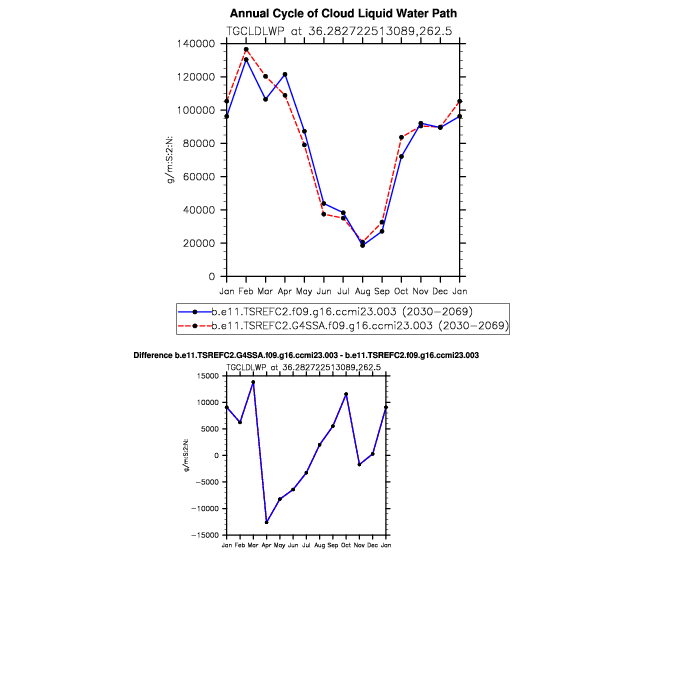 Annual Cycle of Cloud Liquid Water Path
TGCLDLWP at 36.282722513089,262.5
140000
120000
100000
80000
60000
40000
20000
0
g/m:S:2:N:
Jan Feb Mar Apr May Jun Jul Aug Sep Oct Nov Dec Jan
b.e11.TSREFC2.f09.g16.ccmi23.003 (2030-2069)
b.e11.TSREFC2.G4SSA.f09.g16.ccmi23.003 (2030-2069)
Difference b.e11.TSREFC2.G4SSA.f09.g16.ccmi23.003 - b.e11.TSREFC2.f09.g16.ccmi23.003
TGCLDLWP at 36.282722513089,262.5
15000
10000
5000
0
-5000
-10000
-15000
g/m:S:2:N:
Jan Feb Mar Apr May Jun Jul Aug Sep Oct Nov Dec Jan